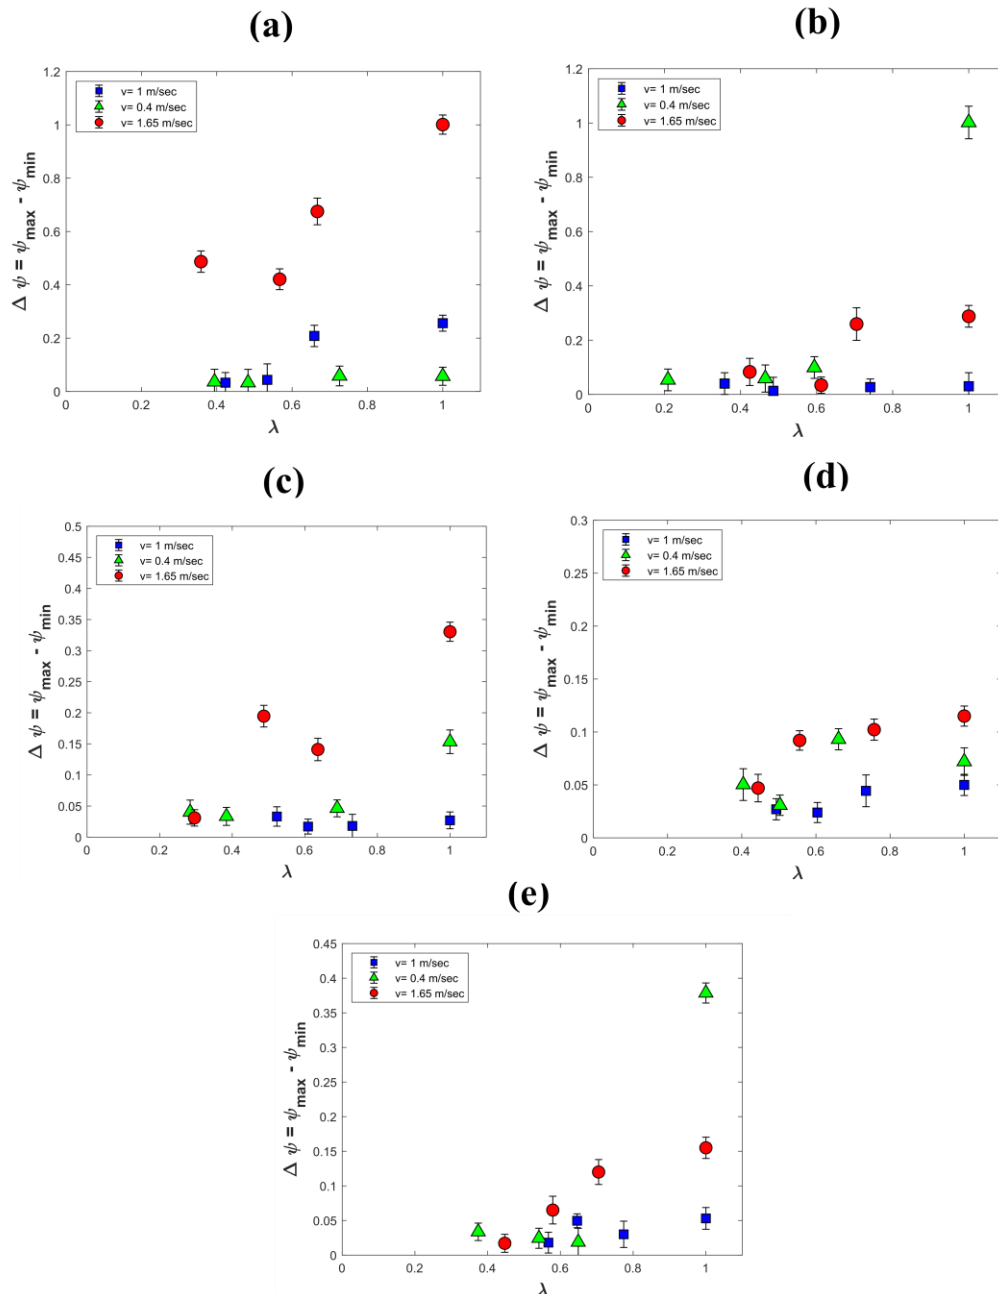 (a)
1.2
1
0.8
0.6
0.4
0.2
0
0 0.2 0.4 0.6 0.8 1
v= 1 m/sec
v= 0.4 m/sec
v= 1.65 m/sec
Δ ψ = ψmax - ψmin
λ
(b)
1.2
1
0.8
0.6
0.4
0.2
0
0 0.2 0.4 0.6 0.8 1
v= 1 m/sec
v= 0.4 m/sec
v= 1.65 m/sec
Δ ψ = ψmax - ψmin
λ
(c)
0.5
0.45
0.4
0.35
0.3
0.25
0.2
0.15
0.1
0.05
0
0 0.2 0.4 0.6 0.8 1
v= 1 m/sec
v= 0.4 m/sec
v= 1.65 m/sec
Δ ψ = ψmax - ψmin
λ
(d)
0.3
0.25
0.2
0.15
0.1
0.05
0
0 0.2 0.4 0.6 0.8 1
v= 1 m/sec
v= 0.4 m/sec
v= 1.65 m/sec
Δ ψ = ψmax - ψmin
λ
(e)
0.45
0.4
0.35
0.3
0.25
0.2
0.15
0.1
0.05
0
0 0.2 0.4 0.6 0.8 1
v= 1 m/sec
v= 0.4 m/sec
v= 1.65 m/sec
Δ ψ = ψmax - ψmin
λ